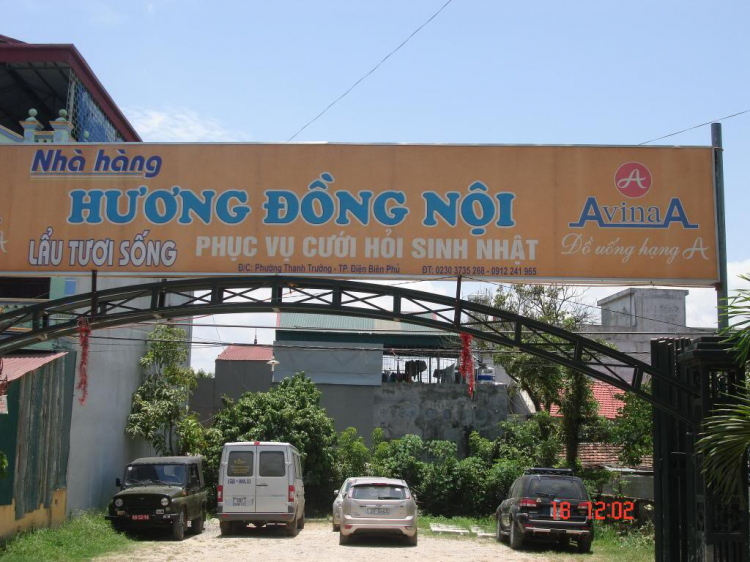 Nhà hàng
HƯƠNG ĐỒNG NỘI
LẨU TƯƠI SỐNG
PHỤC VỤ CƯỚI HỎI SINH NHẬT
Đ/C: Phường Thanh Trường - TP. Điện Biên Phủ
ĐT: 0230 3735 268 - 0912 241 965
A
AvinaA
Đồ uống hạng A
A
18 12:02